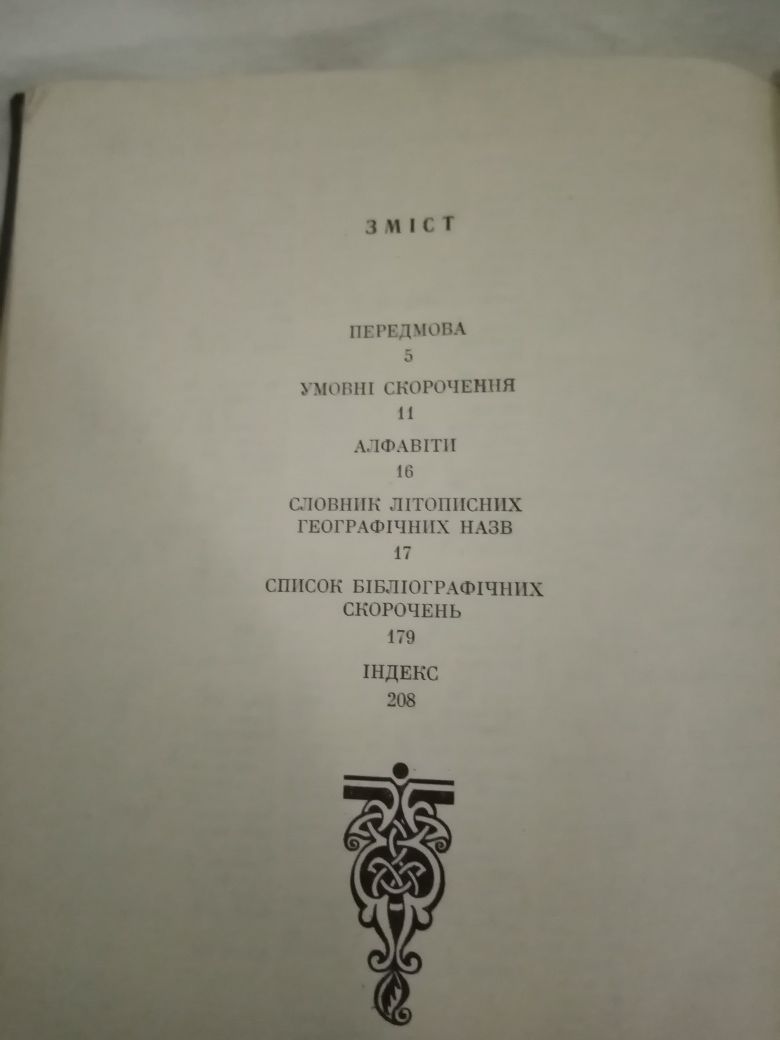 ЗМІСТ
ПЕРЕДМОВА
5
УМОВНІ СКОРОЧЕННЯ
11
АЛФАВІТИ
16
СЛОВНИК ЛІТОПИСНИХ
ГЕОГРАФІЧНИХ НАЗВ
17
СПИСОК БІБЛІОГРАФІЧНИХ
СКОРОЧЕНЬ
179
ІНДЕКС
208